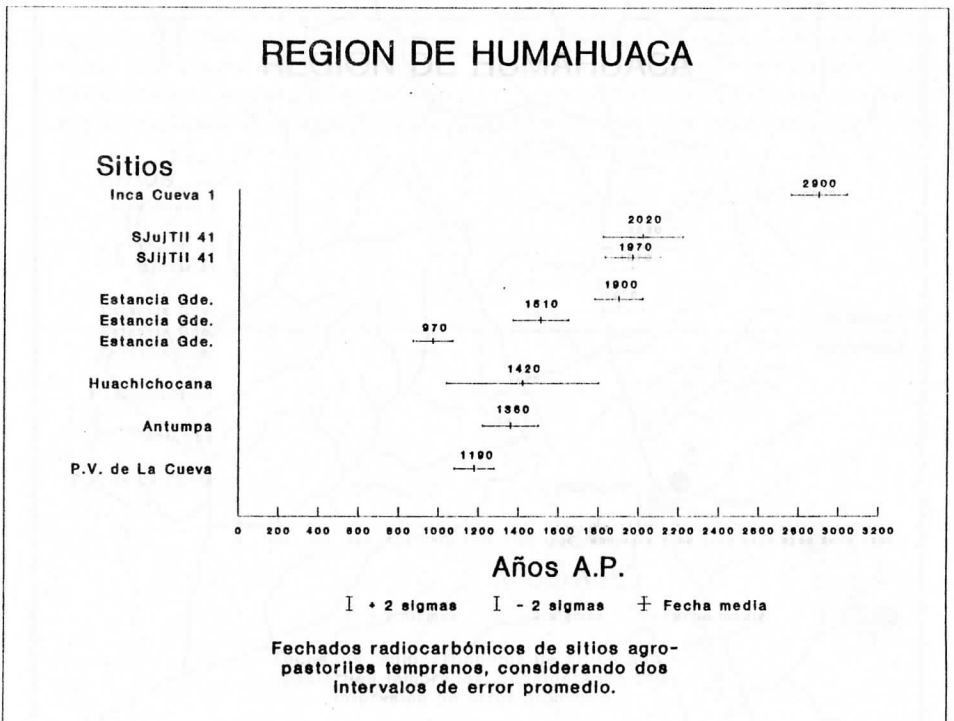 REGION DE HUMAHUACA
Sitios
Inca Cueva 1
2900
SJujTil 41
2020
SJijTil 41
1970
Estancia Gde.
1900
Estancia Gde.
1510
Estancia Gde.
970
Huachichocana
1420
Antumpa
1360
P.V. de La Cueva
1190
0 200 400 600 800 1000 1200 1400 1600 1800 2000 2200 2400 2600 2800 3000 3200
Años A.P.
+ 2 sigmas - 2 sigmas Fecha media
Fechados radiocarbónicos de sitios agro-
pastoriles tempranos, considerando dos
intervalos de error promedio.